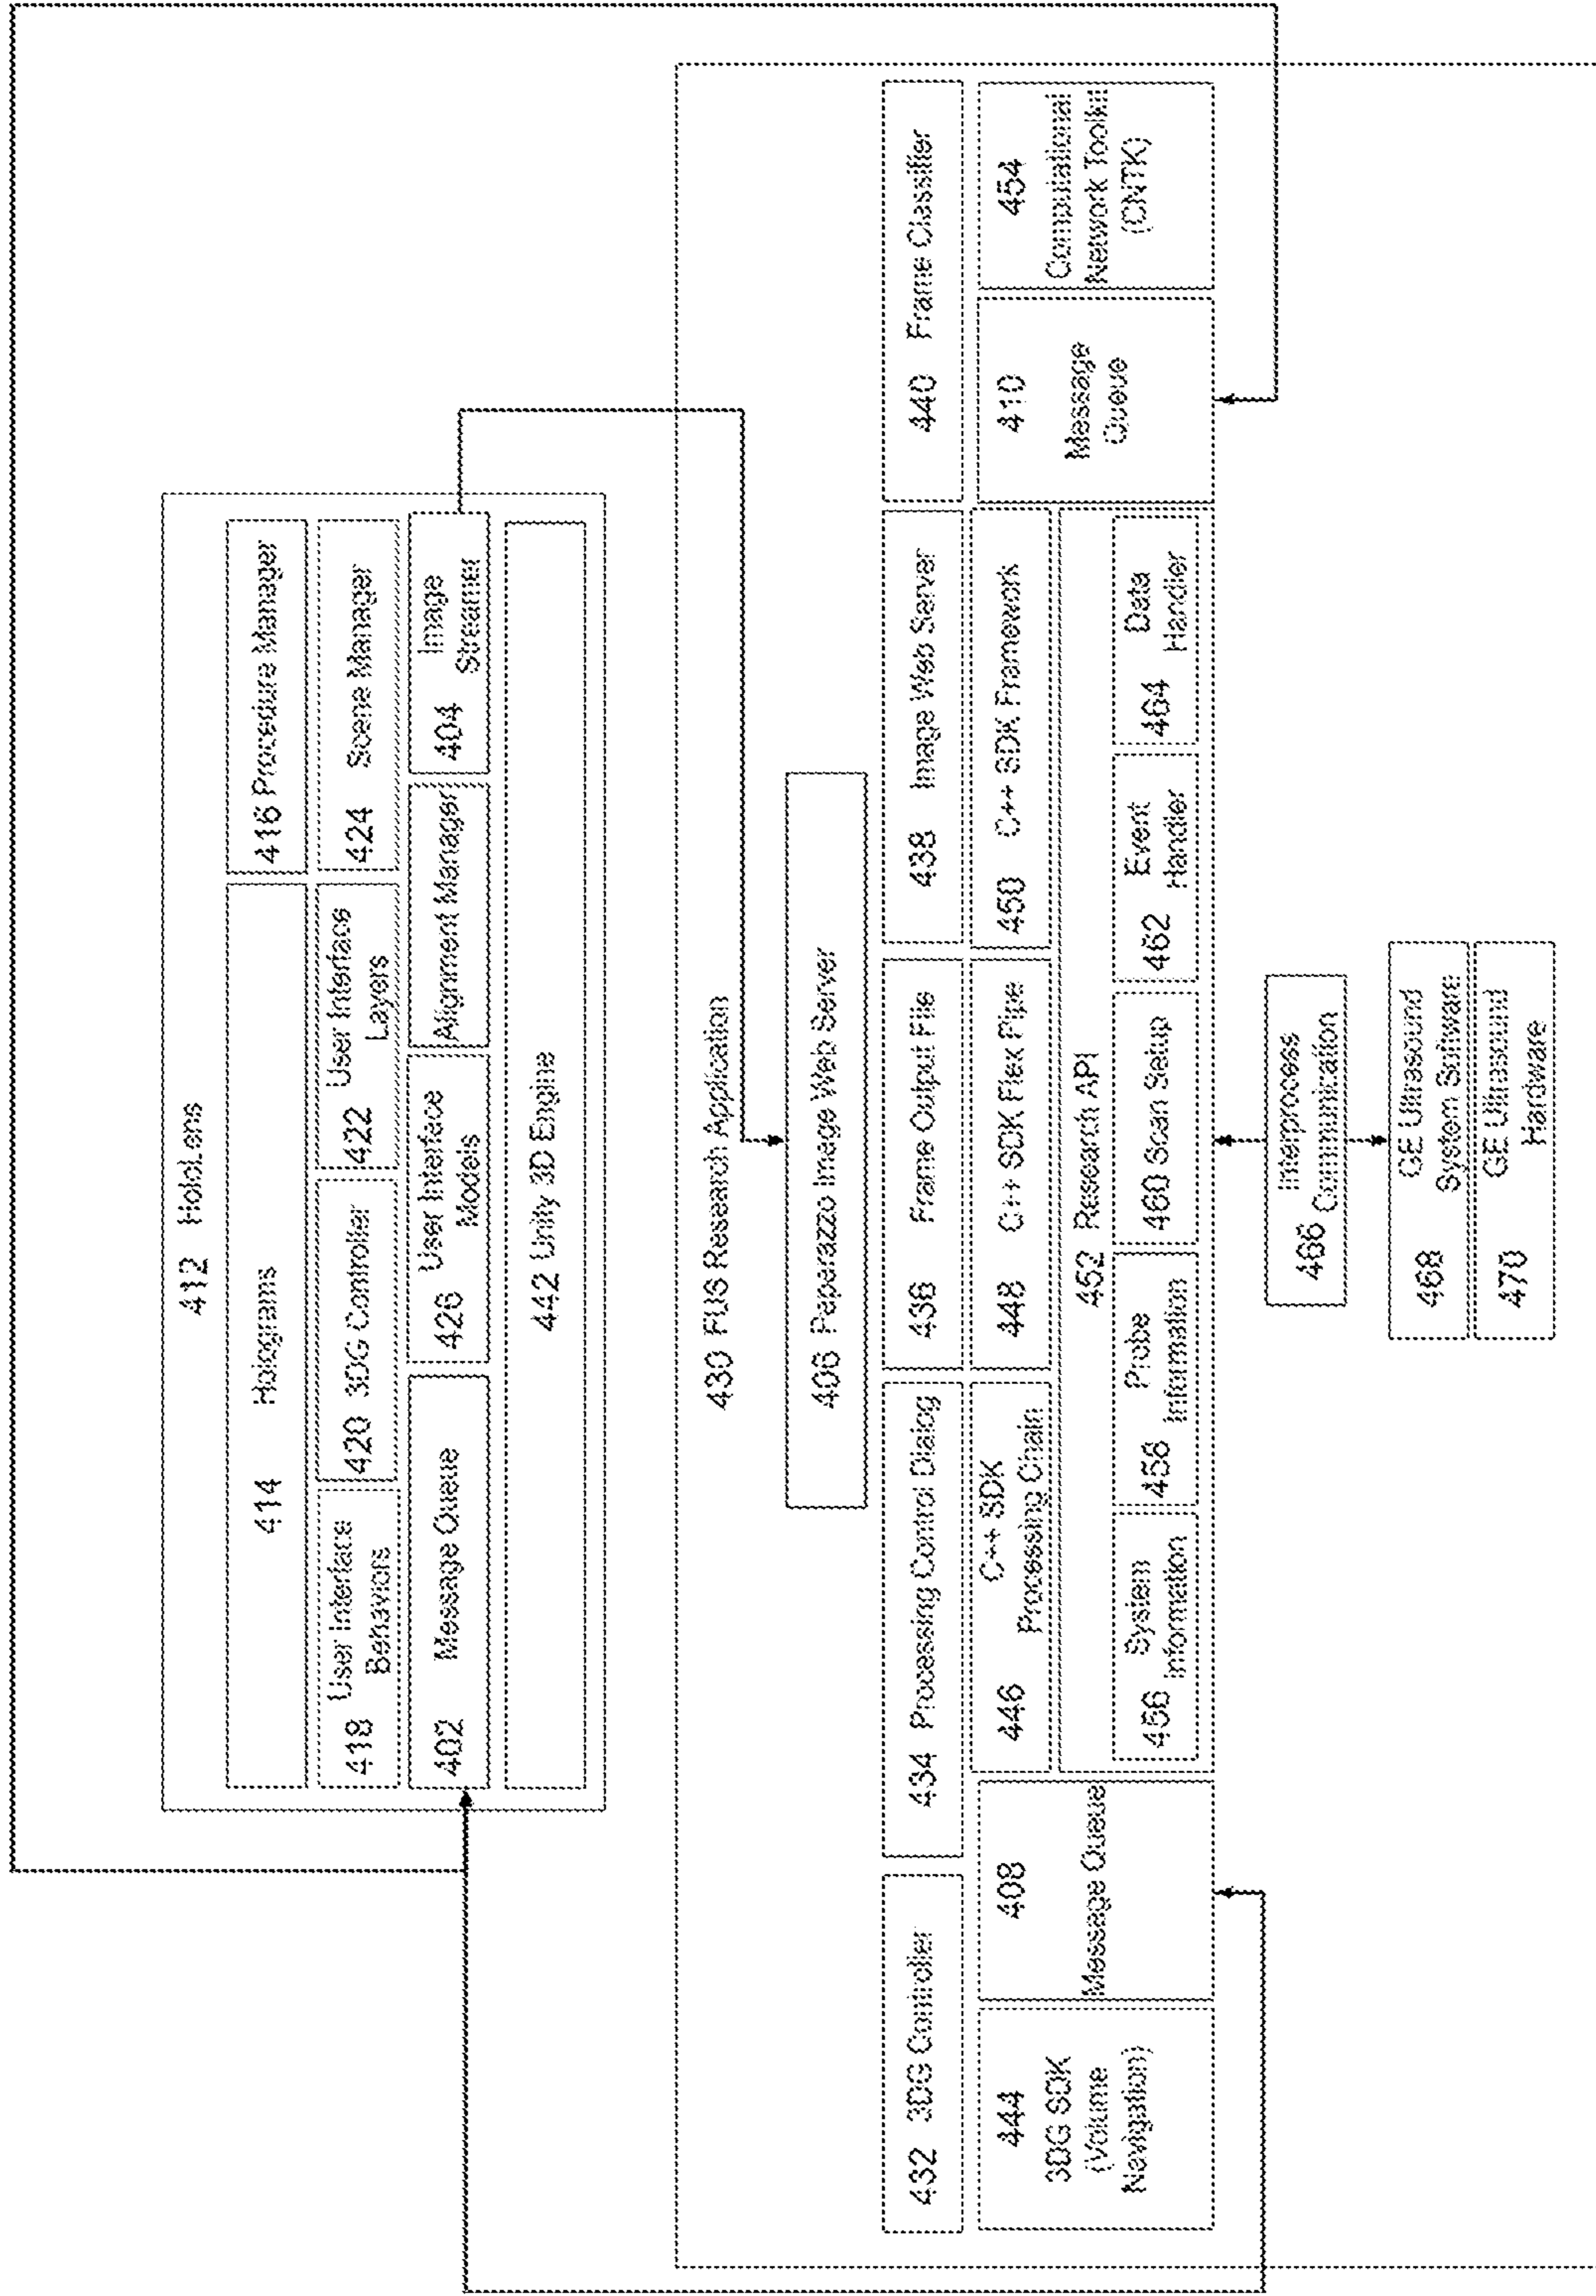 412 HoloLens
414 Holograms
416 Procedure Manager
418 User Interface
Behaviors
420 3DG Controller
422 User Interface
Layers
424 Scene Manager
402 Message Queue
426 User Interface
Models
Alignment Manager
404 Image
Streamer
442 Unity 3D Engine
430 FUS Research Application
406 Paperazzo Image Web Server
432 3DG Controller
434 Processing Control Dialog
436 Frame Output File
438 Image Web Server
440 Frame Classifier
444
3DG SDK
(Volume
Navigation)
408
Message Queue
446 C++ SDK
Processing Chain
448 C++ SDK Flex Pipe
450 C++ SDK Framework
410
Message
Queue
454
Computational
Network Toolkit
(CNTK)
452 Research API
456 System
Information
458 Probe
Information
460 Scan Setup
462 Event
Handler
464 Data
Handler
466 Interprocess
Communication
468 GE Ultrasound
System Software
470 GE Ultrasound
Hardware